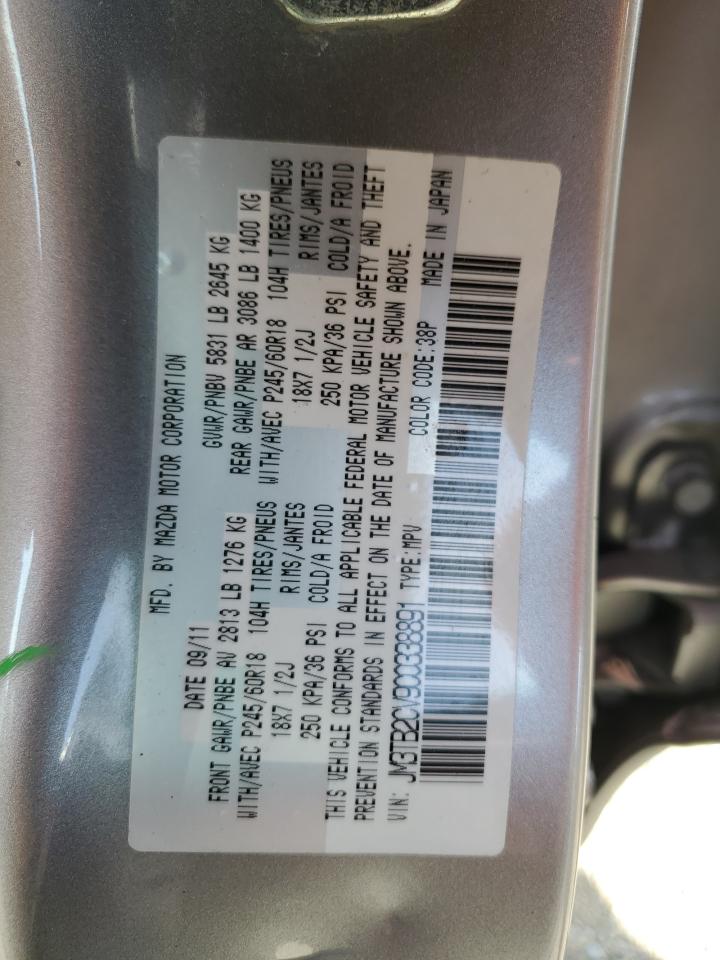 MFD. BY MAZDA MOTOR CORPORATION
DATE 09/11 GVWR/PNBV 5831 LB 2645 KG
FRONT GAWR/PNBE AV 2813 LB 1276 KG REAR GAWR/PNBE AR 3086 LB 1400 KG
WITH/AVEC P245/60R18 104H TIRES/PNEUS WITH/AVEC P245/60R18 104H TIRES/PNEUS
18X7 1/2J RIMS/JANTES 18X7 1/2J RIMS/JANTES
250 KPA/36 PSI COLD/A FROID 250 KPA/36 PSI COLD/A FROID
THIS VEHICLE CONFORMS TO ALL APPLICABLE FEDERAL MOTOR VEHICLE SAFETY AND THEFT
PREVENTION STANDARDS IN EFFECT ON THE DATE OF MANUFACTURE SHOWN ABOVE.
VIN: JM3TB2CV9C0338891 TYPE:MPV COLOR CODE:38P MADE IN JAPAN